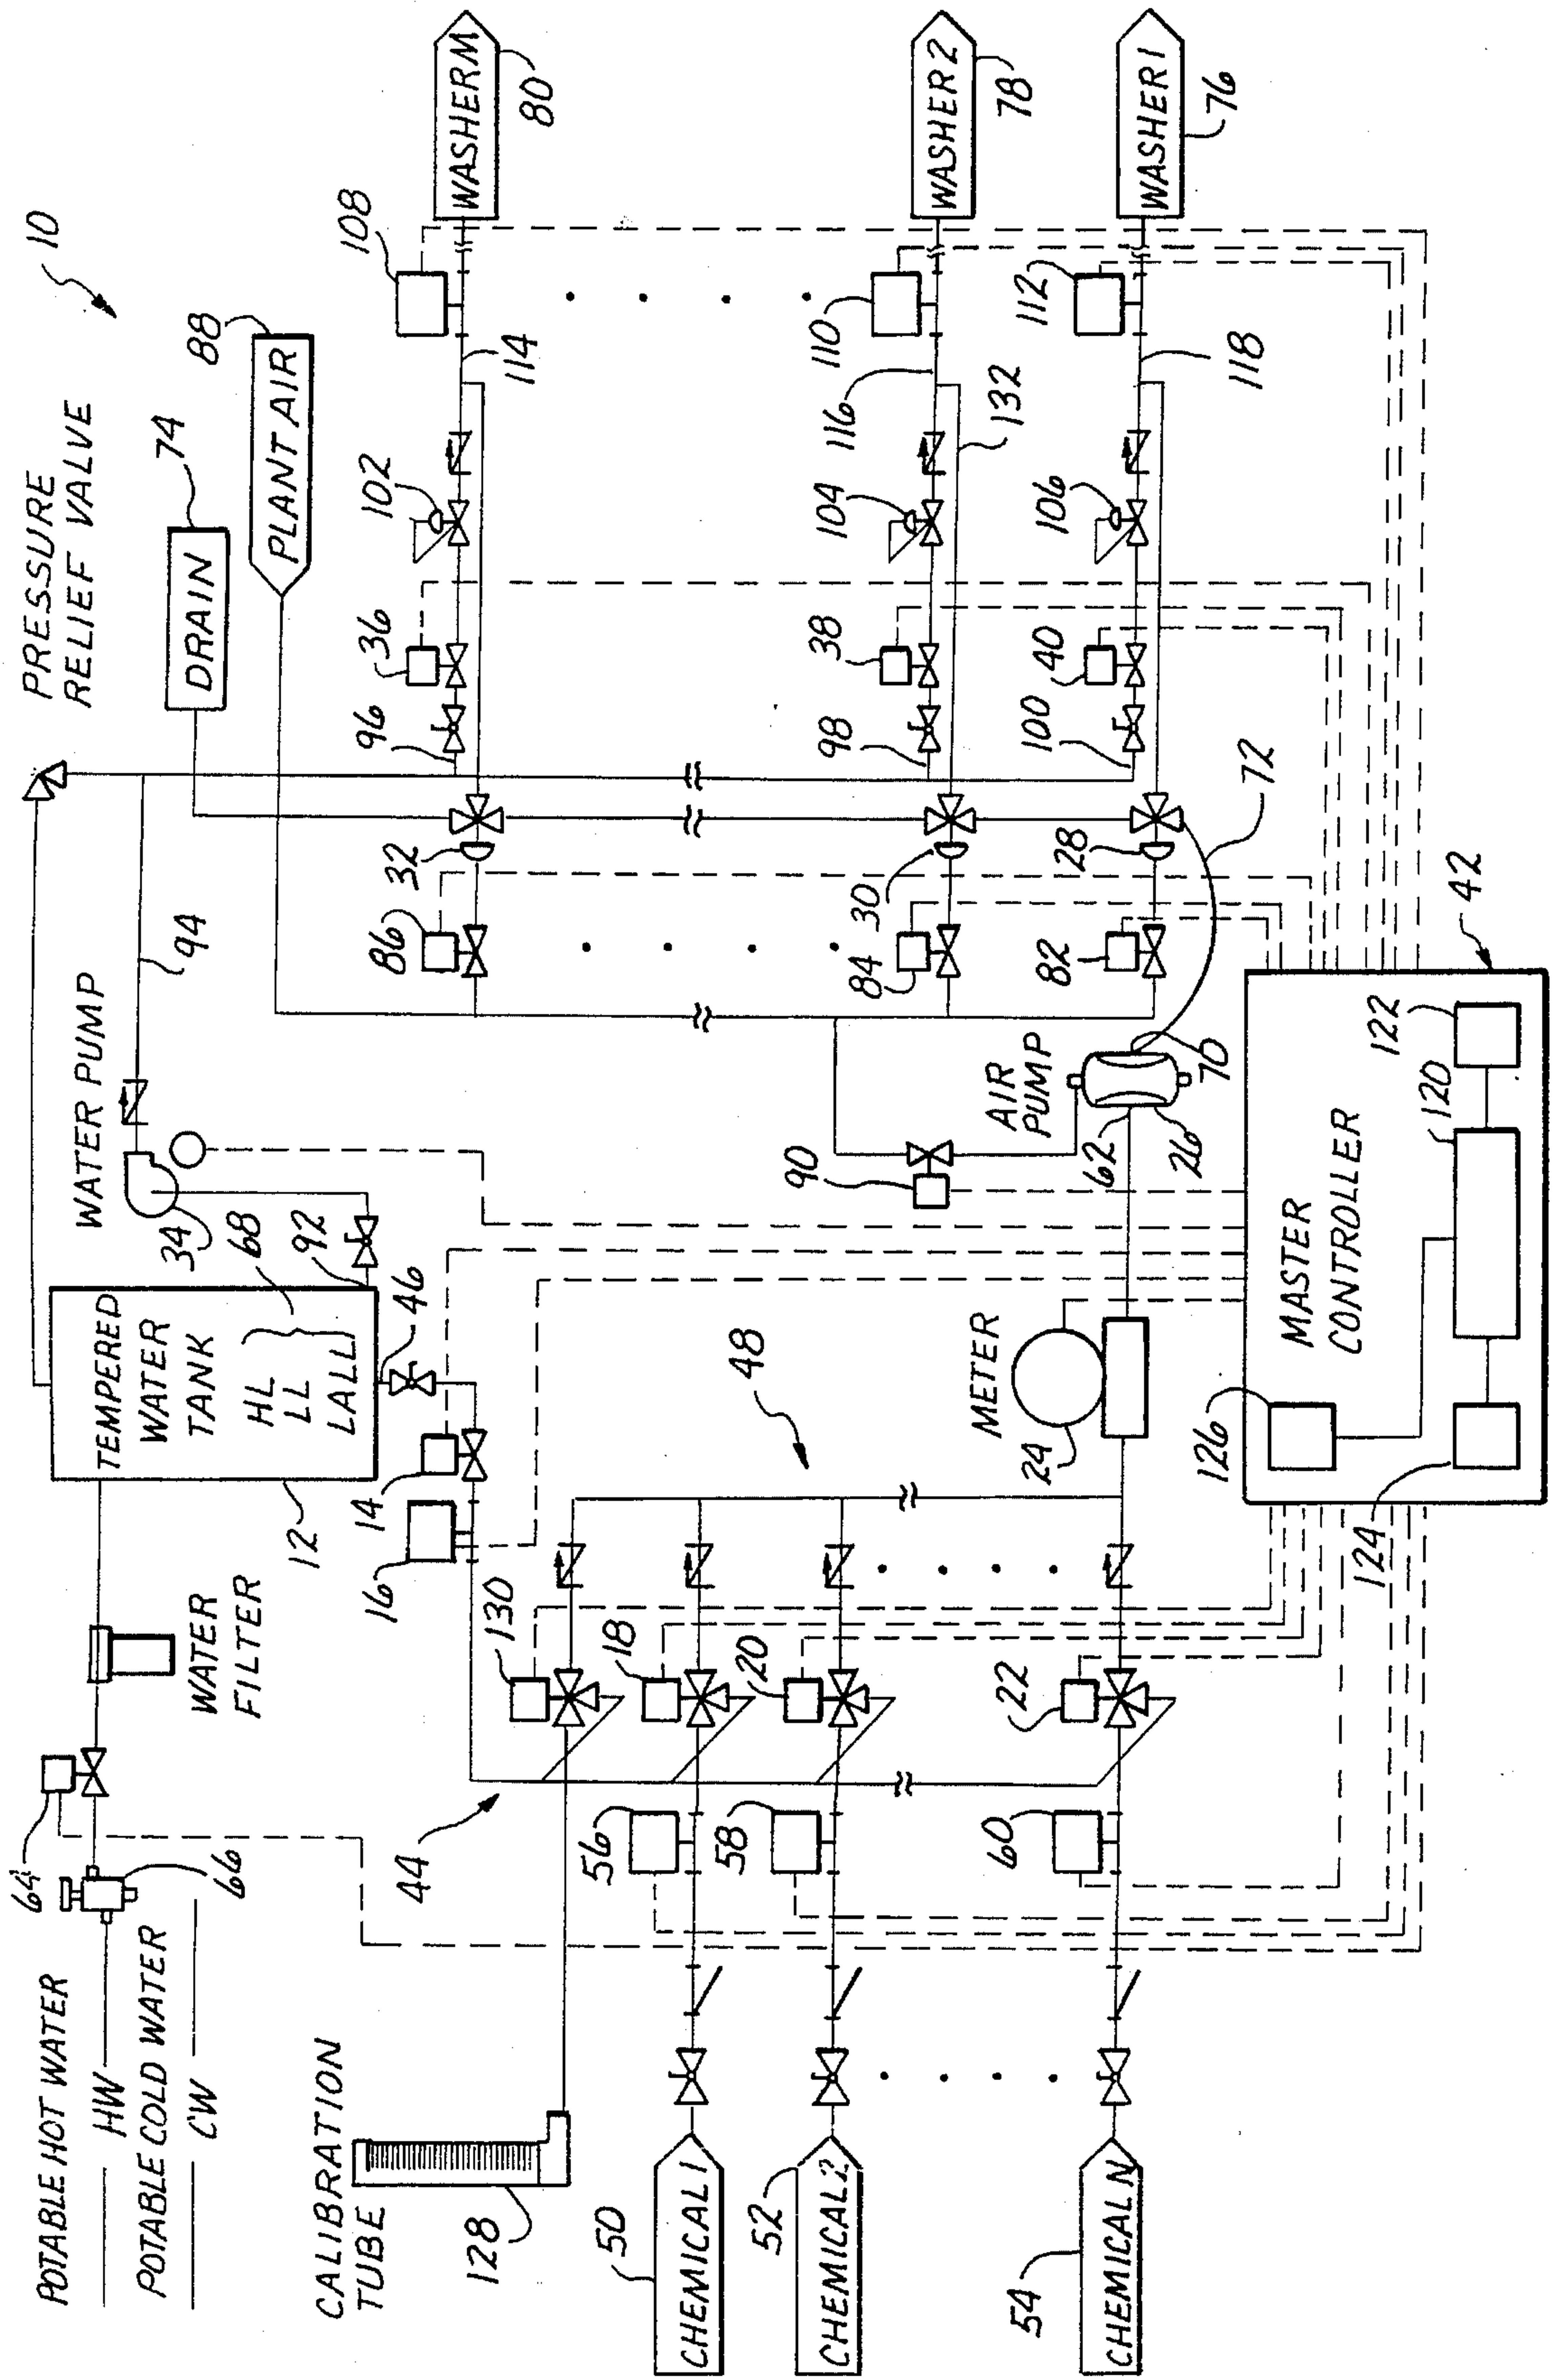 10
PRESSURE
RELIEF VALVE
DRAIN
74
PLANT AIR
88
WATER PUMP
34
94
TEMPERED
WATER
TANK
HL
LL
LALL
68
92
46
12
14
16
WATER
FILTER
64
66
POTABLE HOT WATER
HW
POTABLE COLD WATER
CW
CALIBRATION
TUBE
128
44
48
130
18
20
22
56
58
60
50
CHEMICAL 1
52
CHEMICAL 2
54
CHEMICAL N
METER
24
AIR
PUMP
90
62
26
70
72
86
84
82
32
30
28
96
98
100
36
38
40
102
104
106
108
110
112
114
116
132
118
WASHER M
80
WASHER 2
78
WASHER 1
76
42
MASTER
CONTROLLER
126
124
120
122